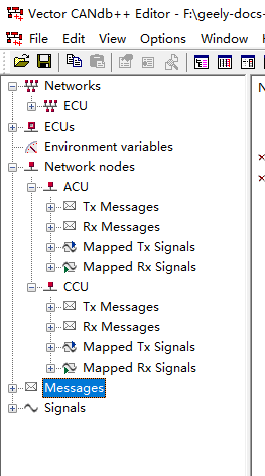 Vector CANdb++ Editor - F:\geely-docs-
File Edit View Options Window H
N
Networks
ECU
ECUs
Environment variables
Network nodes
ACU
Tx Messages
Rx Messages
Mapped Tx Signals
Mapped Rx Signals
CCU
Tx Messages
Rx Messages
Mapped Tx Signals
Mapped Rx Signals
Messages
Signals